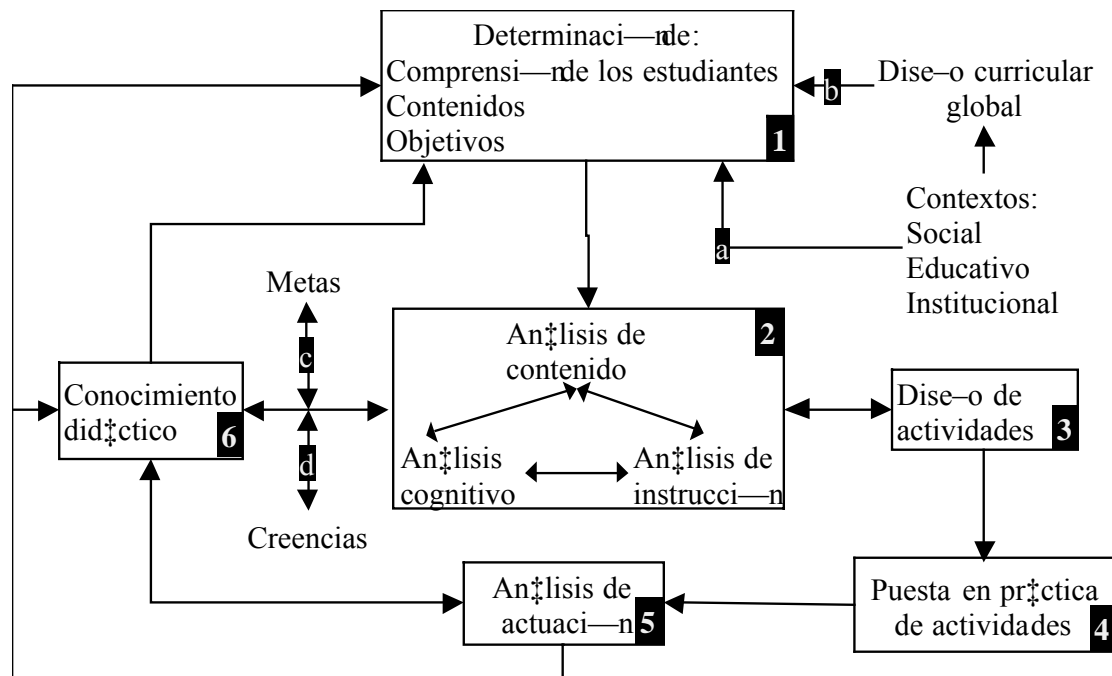 Determinaci—n de:
Comprensi—n de los estudiantes
Contenidos
Objetivos
1
b
Dise–o curricular
global
a
Contextos:
Social
Educativo
Institucional
Metas
c
Conocimiento
did‡ctico
6
d
Creencias
2
An‡lisis de
contenido
An‡lisis
cognitivo
An‡lisis de
instrucci—n
Dise–o de
actividades
3
An‡lisis de
actuaci—n
5
Puesta en pr‡ctica
de actividades
4